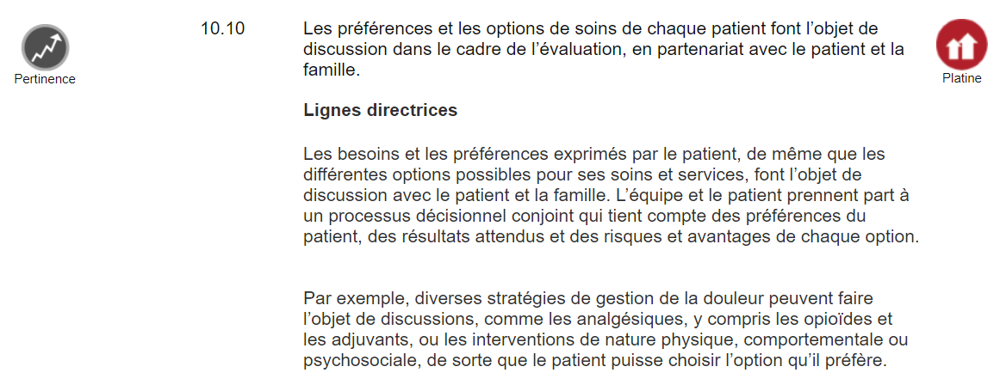 10.10
Les préférences et les options de soins de chaque patient font l’objet de
discussion dans le cadre de l’évaluation, en partenariat avec le patient et la
famille.
Pertinence
Platine
Lignes directrices
Les besoins et les préférences exprimés par le patient, de même que les
différentes options possibles pour ses soins et services, font l’objet de
discussion avec le patient et la famille. L’équipe et le patient prennent part à
un processus décisionnel conjoint qui tient compte des préférences du
patient, des résultats attendus et des risques et avantages de chaque option.
Par exemple, diverses stratégies de gestion de la douleur peuvent faire
l’objet de discussions, comme les analgésiques, y compris les opioïdes et
les adjuvants, ou les interventions de nature physique, comportementale ou
psychosociale, de sorte que le patient puisse choisir l’option qu’il préfère.